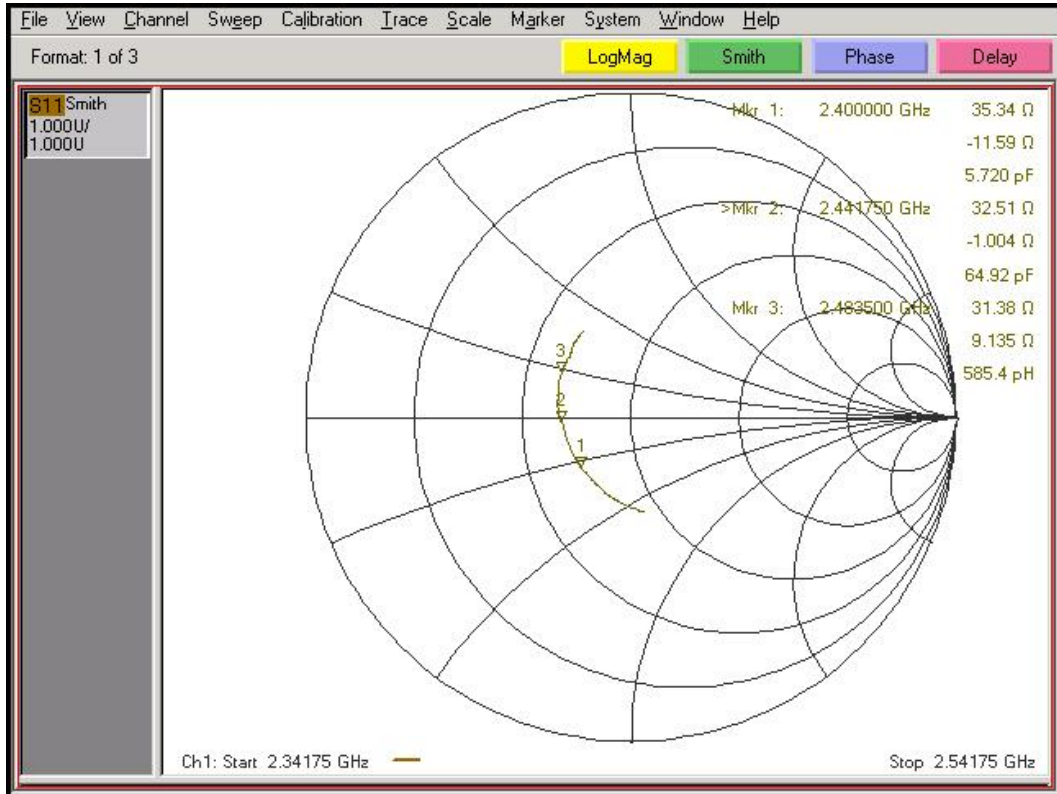 File View Channel Sweep Calibration Trace Scale Marker System Window Help
Format: 1 of 3 LogMag Smith Phase Delay
S11 Smith
1.000U/
1.000U
Mkr 1: 2.400000 GHz 35.34 Ω
-11.59 Ω
5.720 pF
>Mkr 2: 2.441750 GHz 32.51 Ω
-1.004 Ω
64.92 pF
Mkr 3: 2.483500 GHz 31.38 Ω
9.135 Ω
585.4 pH
3
2
1
Ch1: Start 2.34175 GHz Stop 2.54175 GHz